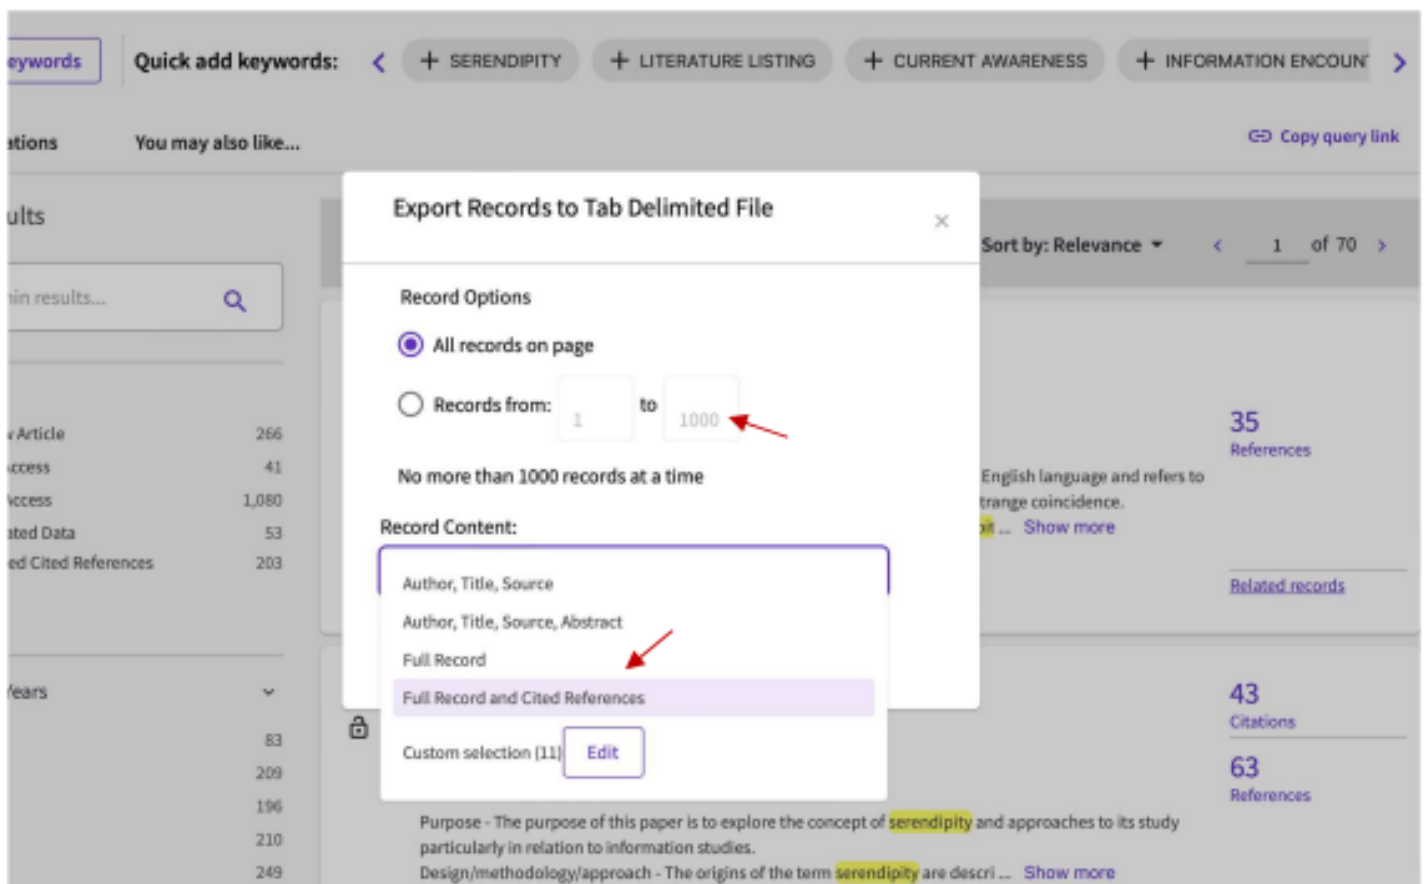 eywords
Quick add keywords:
+ SERENDIPITY
+ LITERATURE LISTING
+ CURRENT AWARENESS
+ INFORMATION ENCOUN
ations
You may also like...
Copy query link
Export Records to Tab Delimited File
ults
Sort by: Relevance
1 of 70
in results...
Record Options
All records on page
Records from: 1 to 1000
No more than 1000 records at a time
Article 266
ccess 41
Access 1,080
ated Data 53
ed Cited References 203
35
References
English language and refers to
trange coincidence.
... Show more
Related records
Record Content:
Author, Title, Source
Author, Title, Source, Abstract
Full Record
Full Record and Cited References
Custom selection (11) Edit
Years
83
209
196
210
249
43
Citations
63
References
Purpose - The purpose of this paper is to explore the concept of serendipity and approaches to its study
particularly in relation to information studies.
Design/methodology/approach - The origins of the term serendipity are descri ... Show more